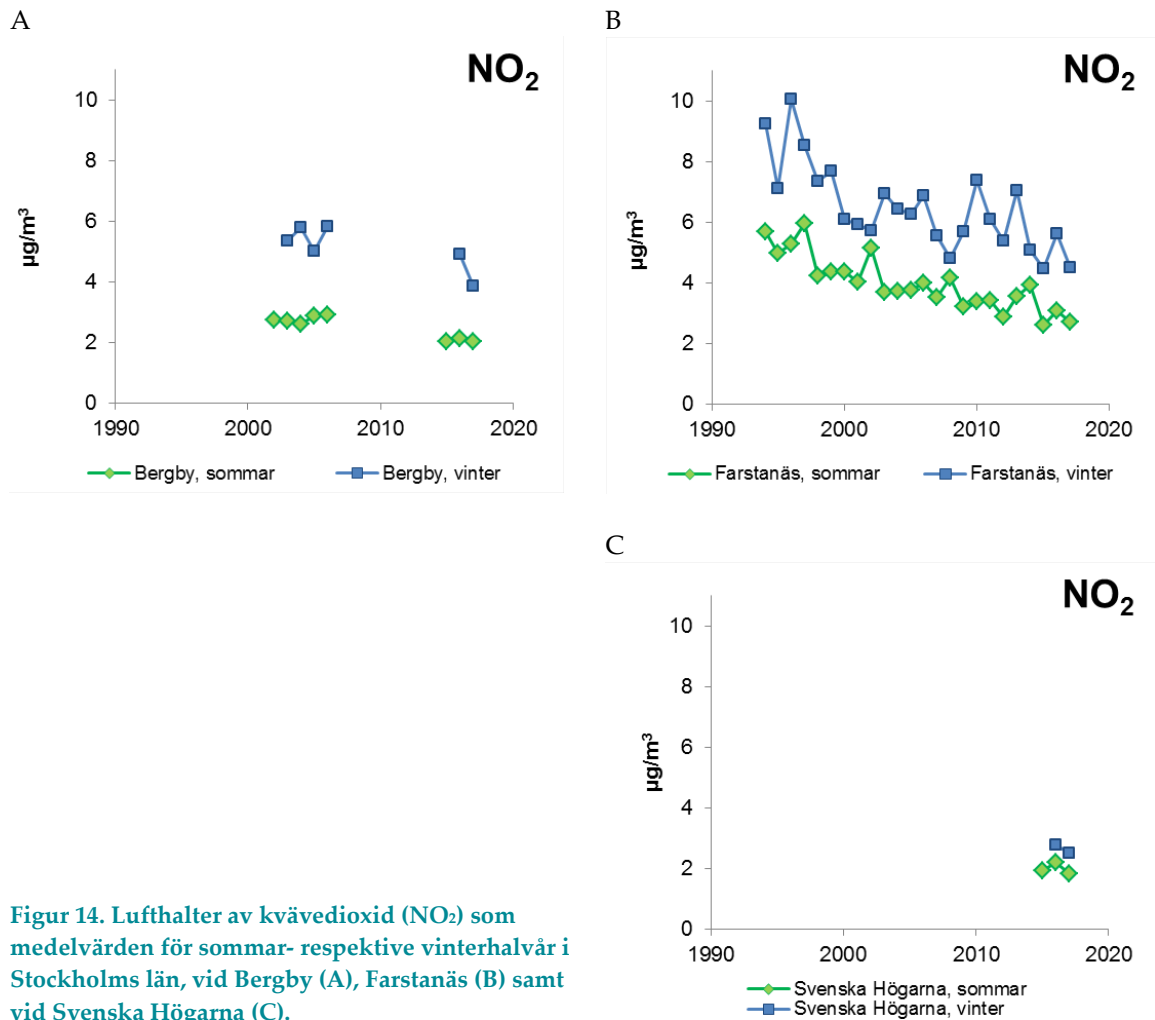 A
NO₂
10
8
6
4
2
0
µg/m³
1990 2000 2010 2020
Bergby, sommar Bergby, vinter
B
NO₂
10
8
6
4
2
0
µg/m³
1990 2000 2010 2020
Farstanäs, sommar Farstanäs, vinter
C
NO₂
10
8
6
4
2
0
µg/m³
1990 2000 2010 2020
Svenska Högarna, sommar
Svenska Högarna, vinter
Figur 14. Lufthalter av kvävedioxid (NO₂) som
medelvärden för sommar- respektive vinterhalvår i
Stockholms län, vid Bergby (A), Farstanäs (B) samt
vid Svenska Högarna (C).